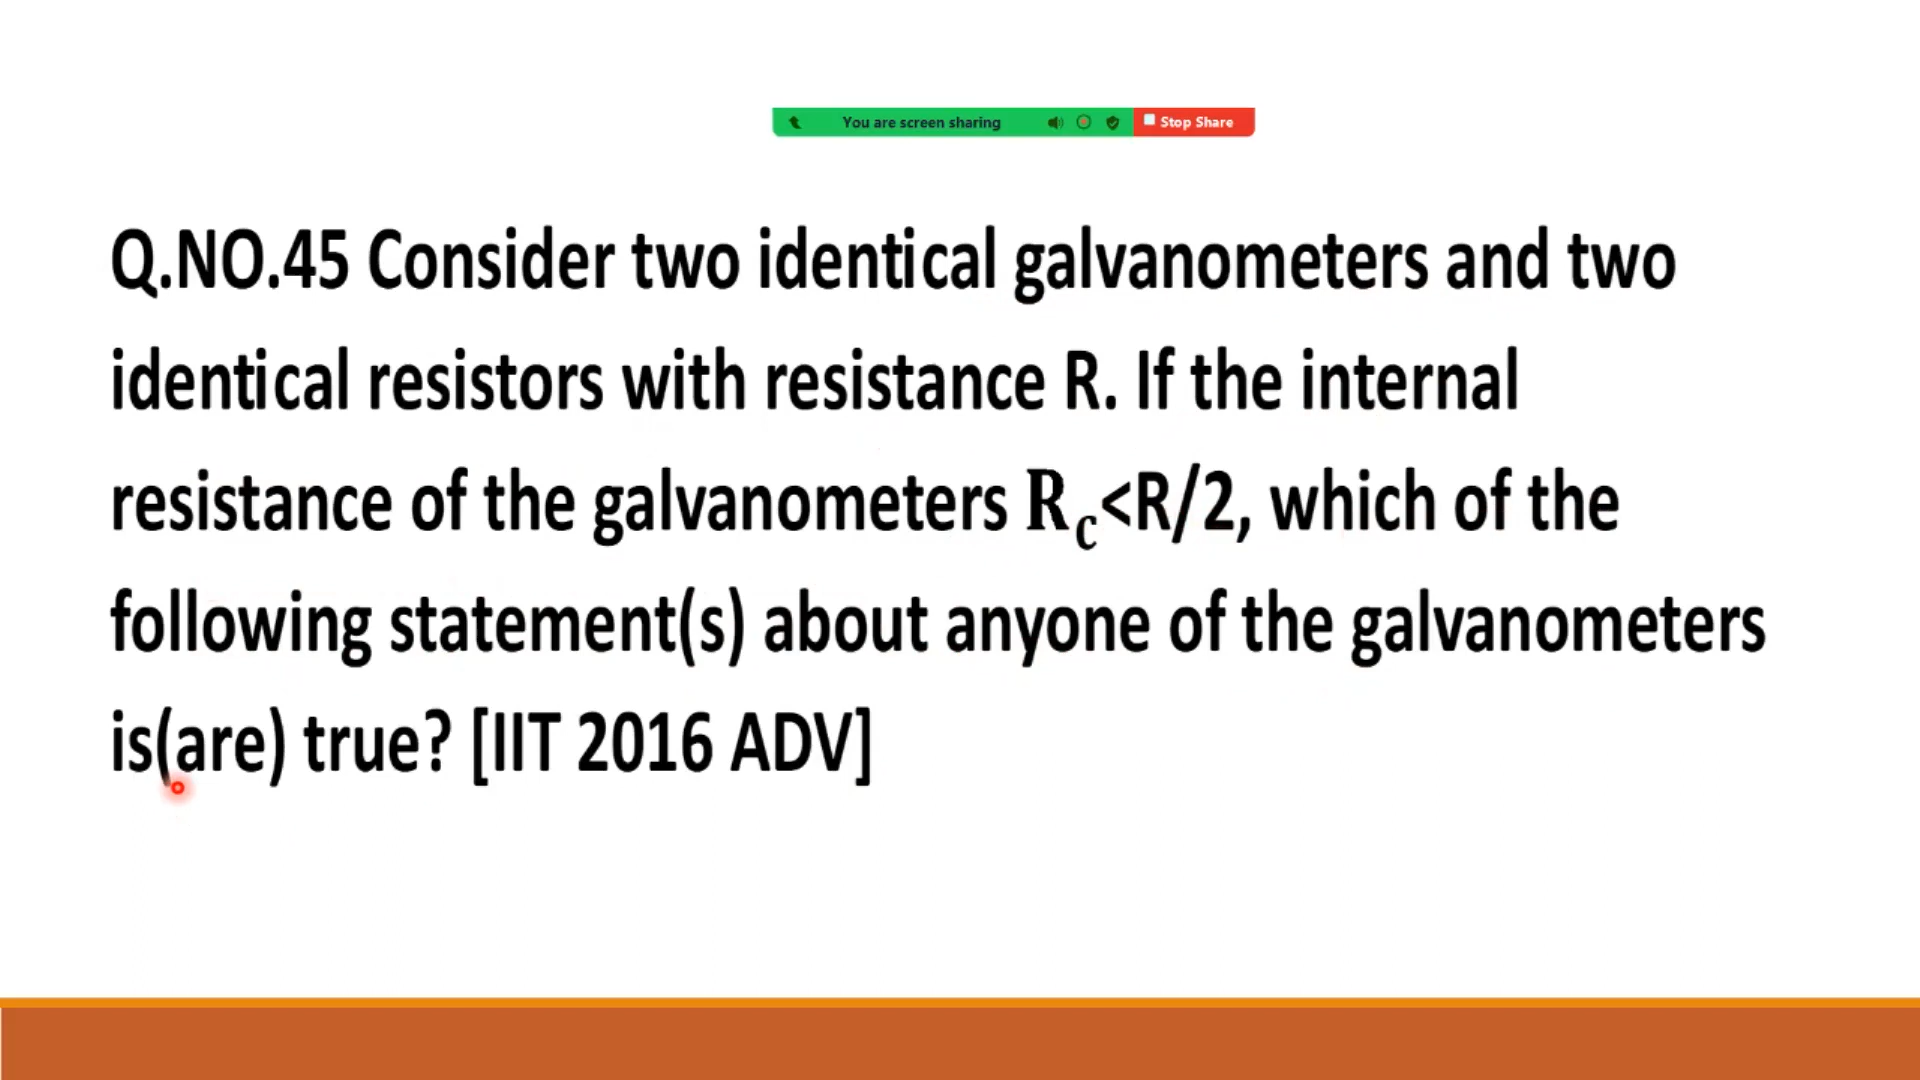 You are screen sharing Stop Share
Q.NO.45 Consider two identical galvanometers and two
identical resistors with resistance R. If the internal
resistance of the galvanometers R_C<R/2, which of the
following statement(s) about anyone of the galvanometers
is(are) true? [IIT 2016 ADV]